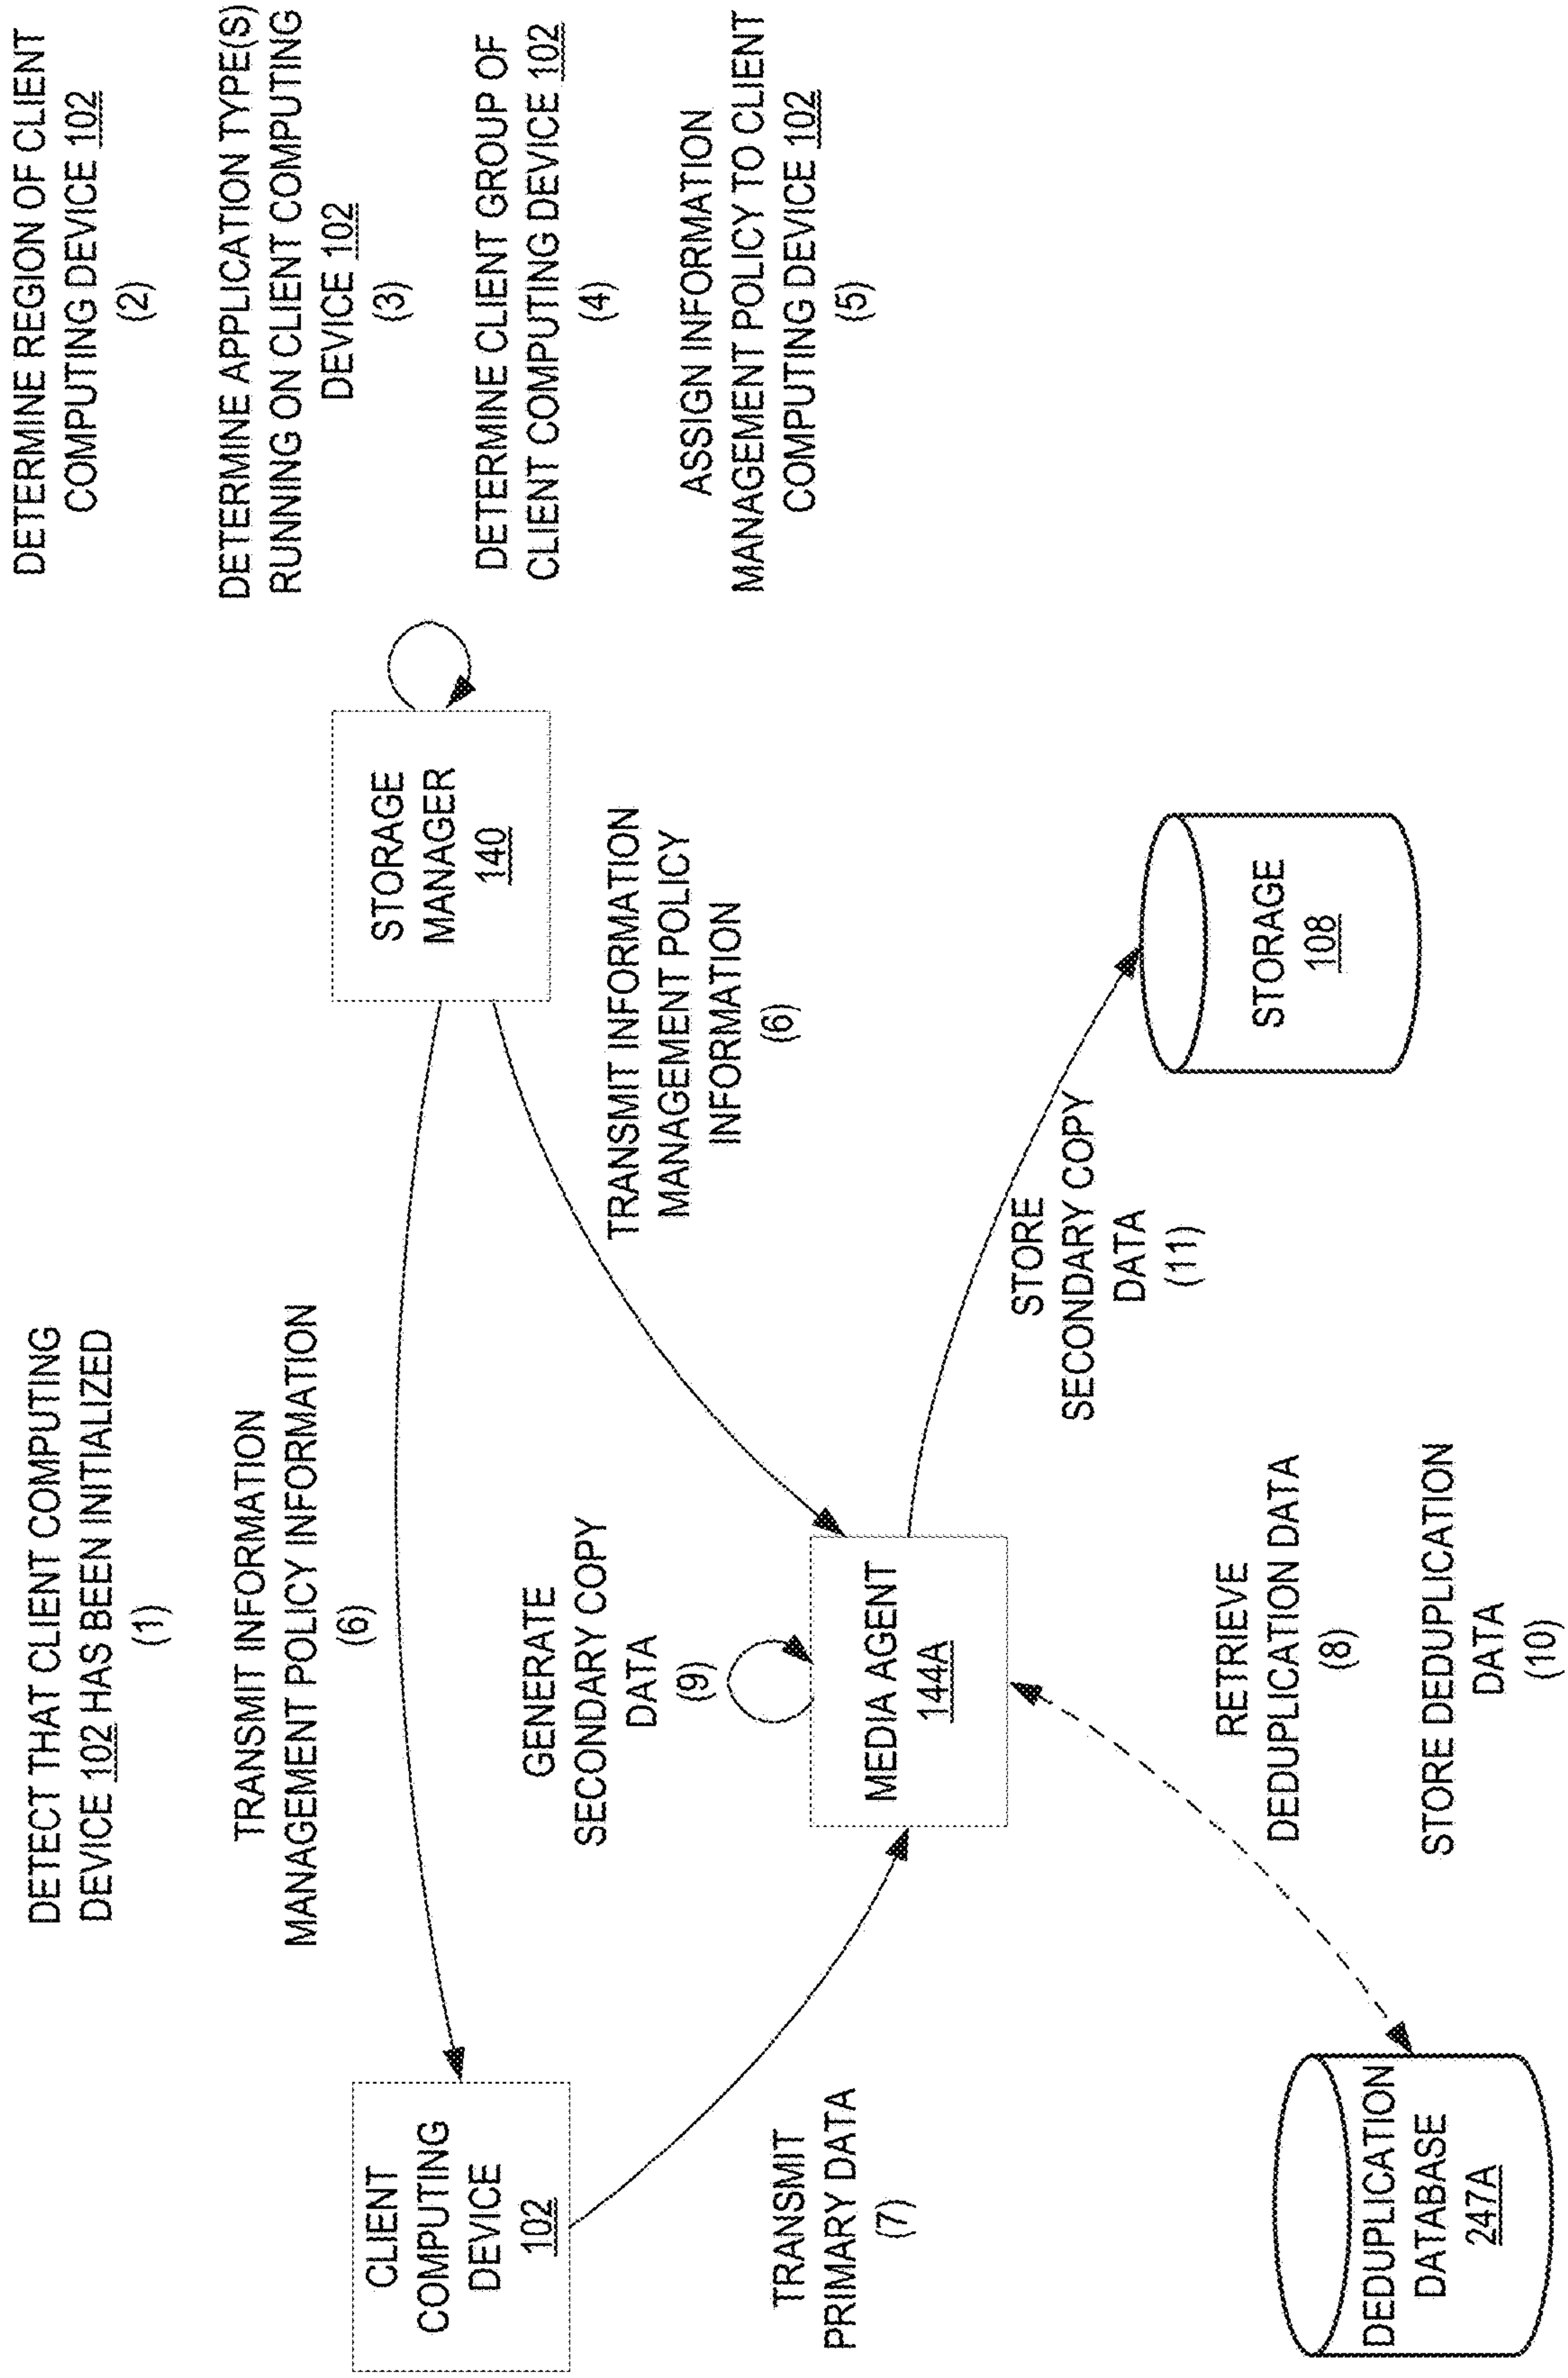 DETECT THAT CLIENT COMPUTING
DEVICE 102 HAS BEEN INITIALIZED
(1)
DETERMINE REGION OF CLIENT
COMPUTING DEVICE 102
(2)
DETERMINE APPLICATION TYPE(S)
RUNNING ON CLIENT COMPUTING
DEVICE 102
(3)
DETERMINE CLIENT GROUP OF
CLIENT COMPUTING DEVICE 102
(4)
ASSIGN INFORMATION
MANAGEMENT POLICY TO CLIENT
COMPUTING DEVICE 102
(5)
TRANSMIT INFORMATION
MANAGEMENT POLICY INFORMATION
(6)
STORAGE
MANAGER
140
CLIENT
COMPUTING
DEVICE
102
TRANSMIT INFORMATION
MANAGEMENT POLICY
INFORMATION
(6)
GENERATE
SECONDARY COPY
DATA
(9)
TRANSMIT
PRIMARY DATA
(7)
MEDIA AGENT
144A
STORE
SECONDARY COPY
DATA
(11)
RETRIEVE
DEDUPLICATION DATA
(8)
STORE DEDUPLICATION
DATA
(10)
DEDUPLICATION
DATABASE
247A
STORAGE
108